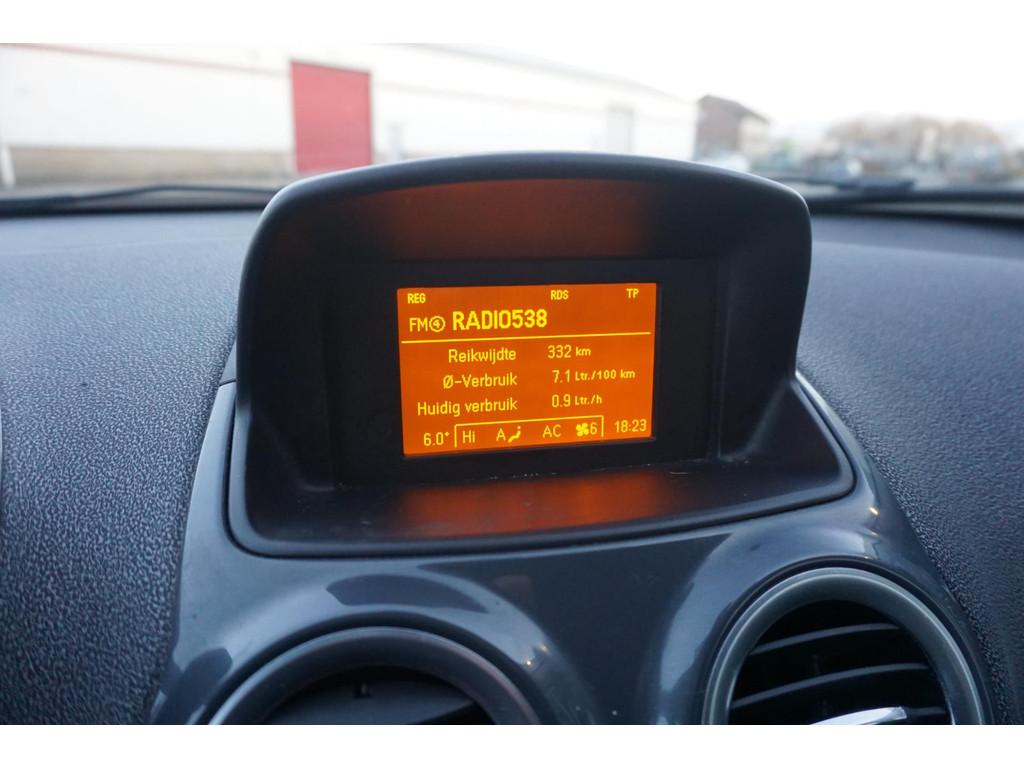 REG RDS TP
FM④ RADIO538
Reikwijdte 332 km
Ø-Verbruik 7.1 Ltr./100 km
Huidig verbruik 0.9 Ltr./h
6.0° Hi A AC 6 18:23